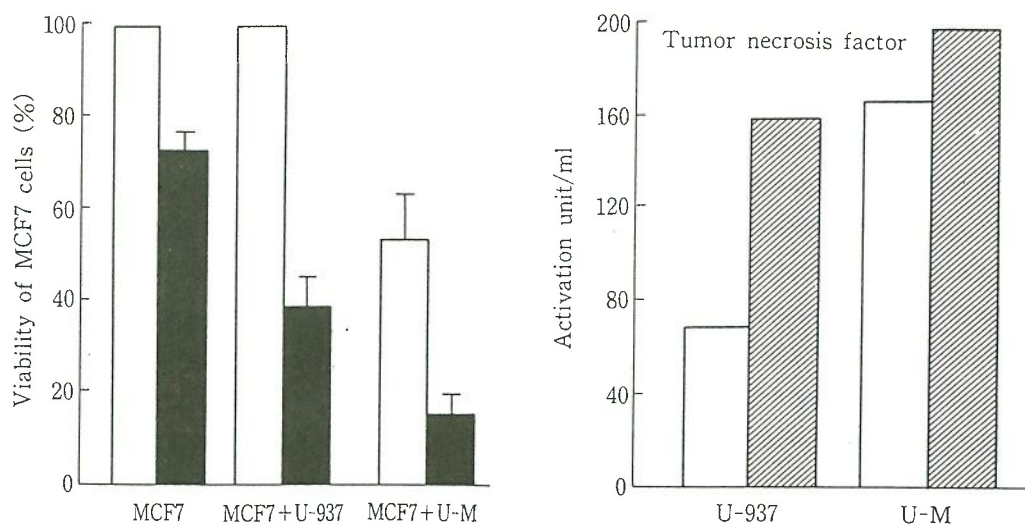 Viability of MCF7 cells (%)
100
80
60
40
20
0
MCF7
MCF7+U-937
MCF7+U-M
Tumor necrosis factor
Activation unit/ml
200
160
120
80
40
0
U-937
U-M